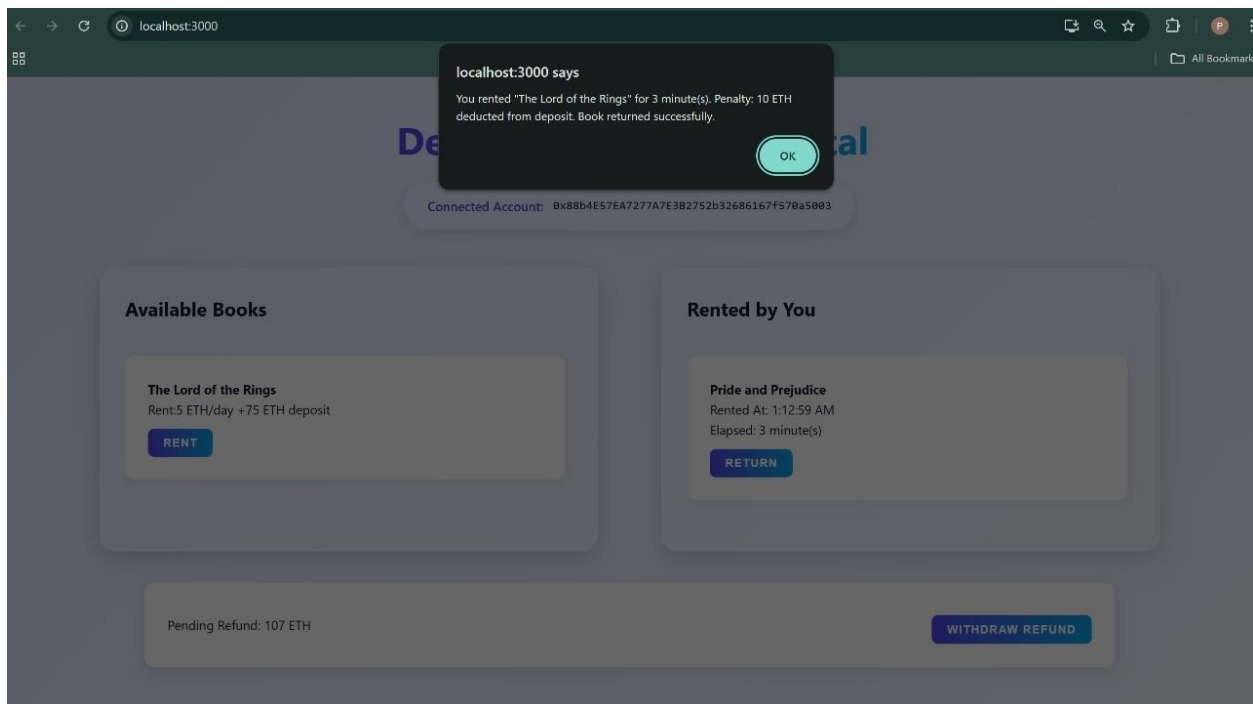 localhost:3000
P
All Bookmark
localhost:3000 says
You rented "The Lord of the Rings" for 3 minute(s). Penalty: 10 ETH
deducted from deposit. Book returned successfully.
OK
De
tal
Connected Account: 0x88b4E57EA7277A7E3B2752b32686167f570a5003
Available Books
The Lord of the Rings
Rent:5 ETH/day +75 ETH deposit
RENT
Rented by You
Pride and Prejudice
Rented At: 1:12:59 AM
Elapsed: 3 minute(s)
RETURN
Pending Refund: 107 ETH
WITHDRAW REFUND